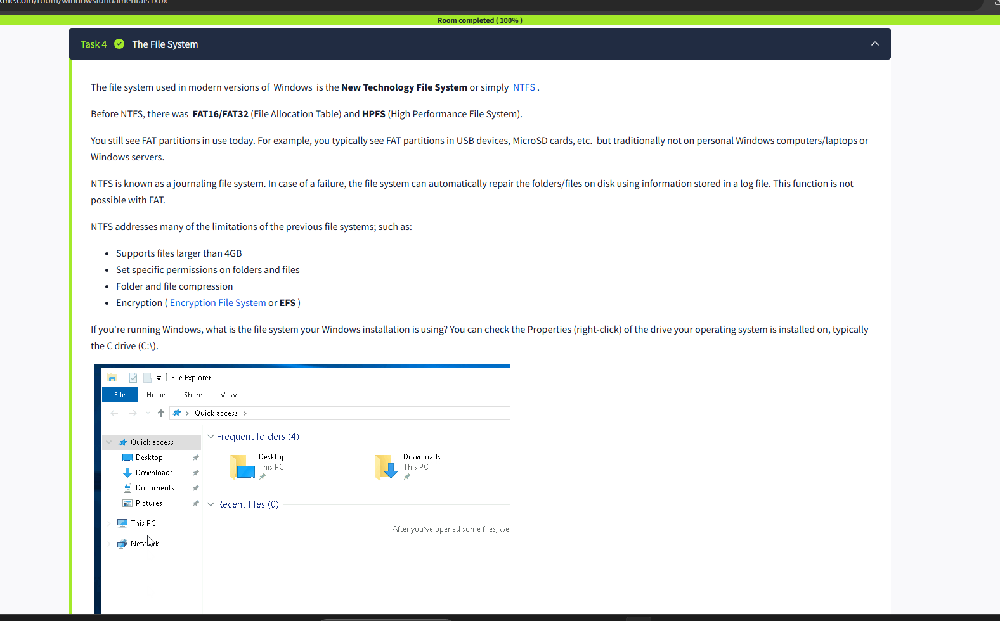 kme.com/room/windowsfundamentals1xbx
Room completed ( 100% )
Task 4 The File System
The file system used in modern versions of Windows is the New Technology File System or simply NTFS .
Before NTFS, there was FAT16/FAT32 (File Allocation Table) and HPFS (High Performance File System).
You still see FAT partitions in use today. For example, you typically see FAT partitions in USB devices, MicroSD cards, etc. but traditionally not on personal Windows computers/laptops or
Windows servers.
NTFS is known as a journaling file system. In case of a failure, the file system can automatically repair the folders/files on disk using information stored in a log file. This function is not
possible with FAT.
NTFS addresses many of the limitations of the previous file systems; such as:
• Supports files larger than 4GB
• Set specific permissions on folders and files
• Folder and file compression
• Encryption ( Encryption File System or EFS )
If you're running Windows, what is the file system your Windows installation is using? You can check the Properties (right-click) of the drive your operating system is installed on, typically
the C drive (C:\).
File Explorer
File Home Share View
Quick access
Quick access
Desktop
Downloads
Documents
Pictures
This PC
Network
Frequent folders (4)
Desktop
This PC
Downloads
This PC
Recent files (0)
After you've opened some files, we'